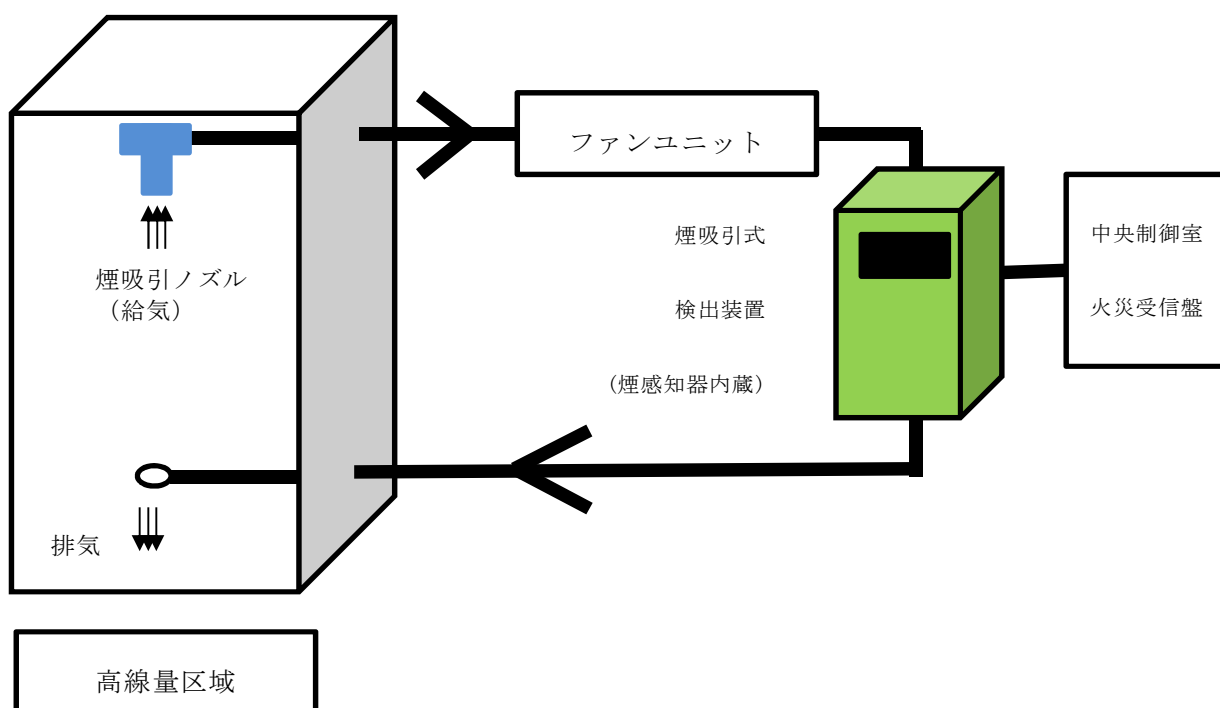 ファンユニット
煙吸引式
検出装置
(煙感知器内蔵)
中央制御室
火災受信盤
煙吸引ノズル
(給気)
排気
高線量区域